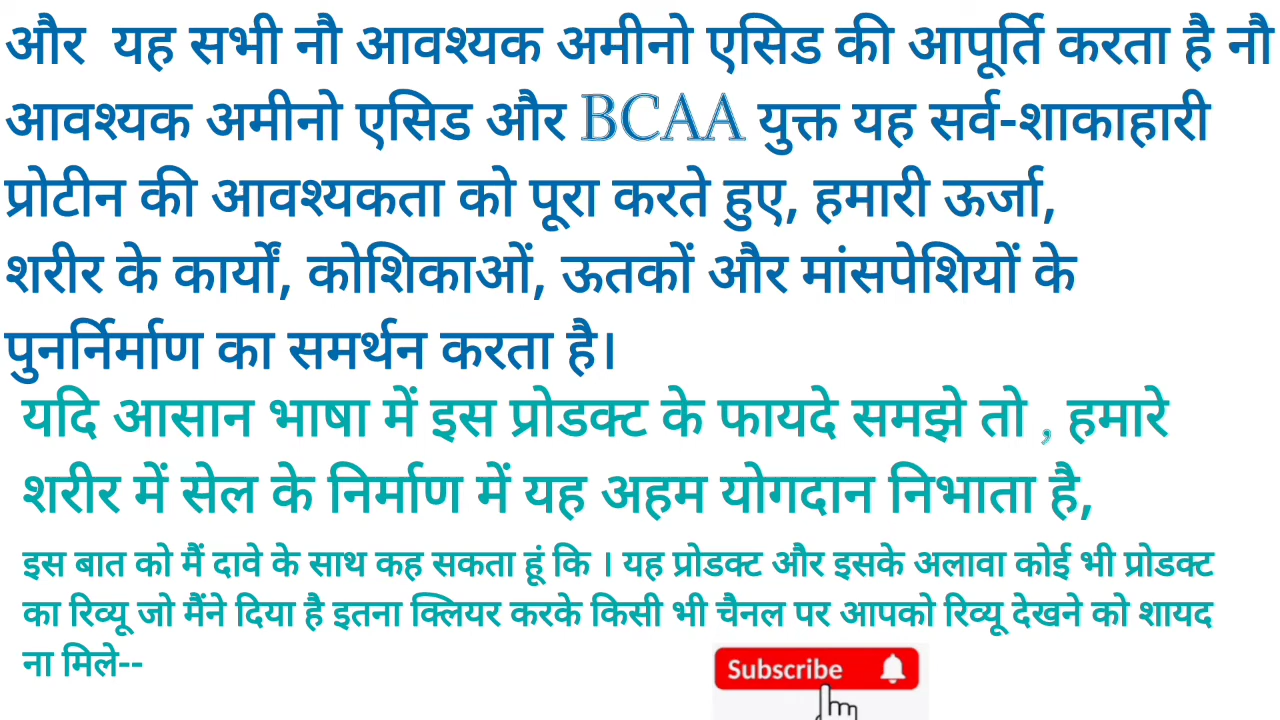 और यह सभी नौ आवश्यक अमीनो एसिड की आपूर्ति करता है नौ
आवश्यक अमीनो एसिड और BCAA युक्त यह सर्व-शाकाहारी
प्रोटीन की आवश्यकता को पूरा करते हुए, हमारी ऊर्जा,
शरीर के कार्यों, कोशिकाओं, ऊतकों और मांसपेशियों के
पुनर्निर्माण का समर्थन करता है।
यदि आसान भाषा में इस प्रोडक्ट के फायदे समझे तो , हमारे
शरीर में सेल के निर्माण में यह अहम योगदान निभाता है,
इस बात को मैं दावे के साथ कह सकता हूं कि । यह प्रोडक्ट और इसके अलावा कोई भी प्रोडक्ट
का रिव्यू जो मैंने दिया है इतना क्लियर करके किसी भी चैनल पर आपको रिव्यू देखने को शायद
ना मिले--
Subscribe